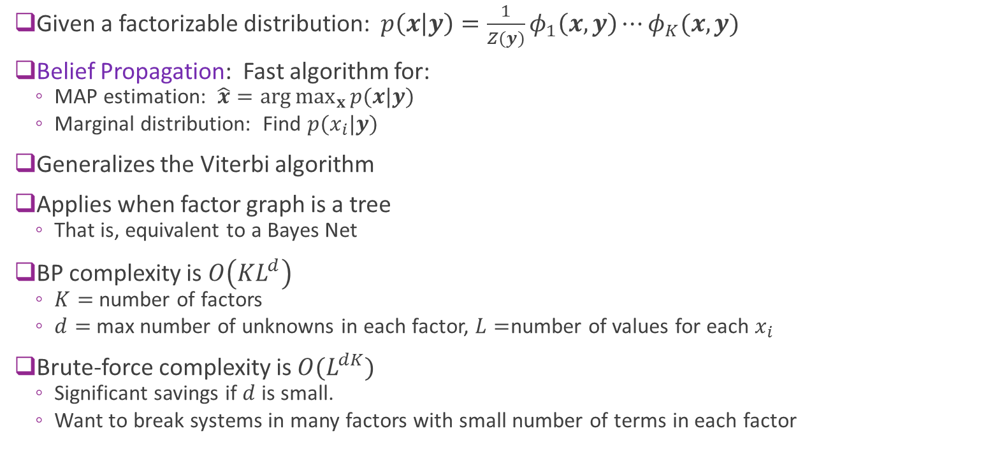 ❑Given a factorizable distribution: $p(\boldsymbol{x}|\boldsymbol{y}) = \frac{1}{Z(\boldsymbol{y})}\phi_1(\boldsymbol{x},\boldsymbol{y})\cdots\phi_K(\boldsymbol{x},\boldsymbol{y})$
❑Belief Propagation: Fast algorithm for:
◦ MAP estimation: $\widehat{\boldsymbol{x}} = \arg\max_{\mathbf{x}} p(\boldsymbol{x}|\boldsymbol{y})$
◦ Marginal distribution: Find $p(x_i|\boldsymbol{y})$
❑Generalizes the Viterbi algorithm
❑Applies when factor graph is a tree
◦ That is, equivalent to a Bayes Net
❑BP complexity is $O(KL^d)$
◦ $K$ = number of factors
◦ $d$ = max number of unknowns in each factor, $L$ =number of values for each $x_i$
❑Brute-force complexity is $O(L^{dK})$
◦ Significant savings if $d$ is small.
◦ Want to break systems in many factors with small number of terms in each factor